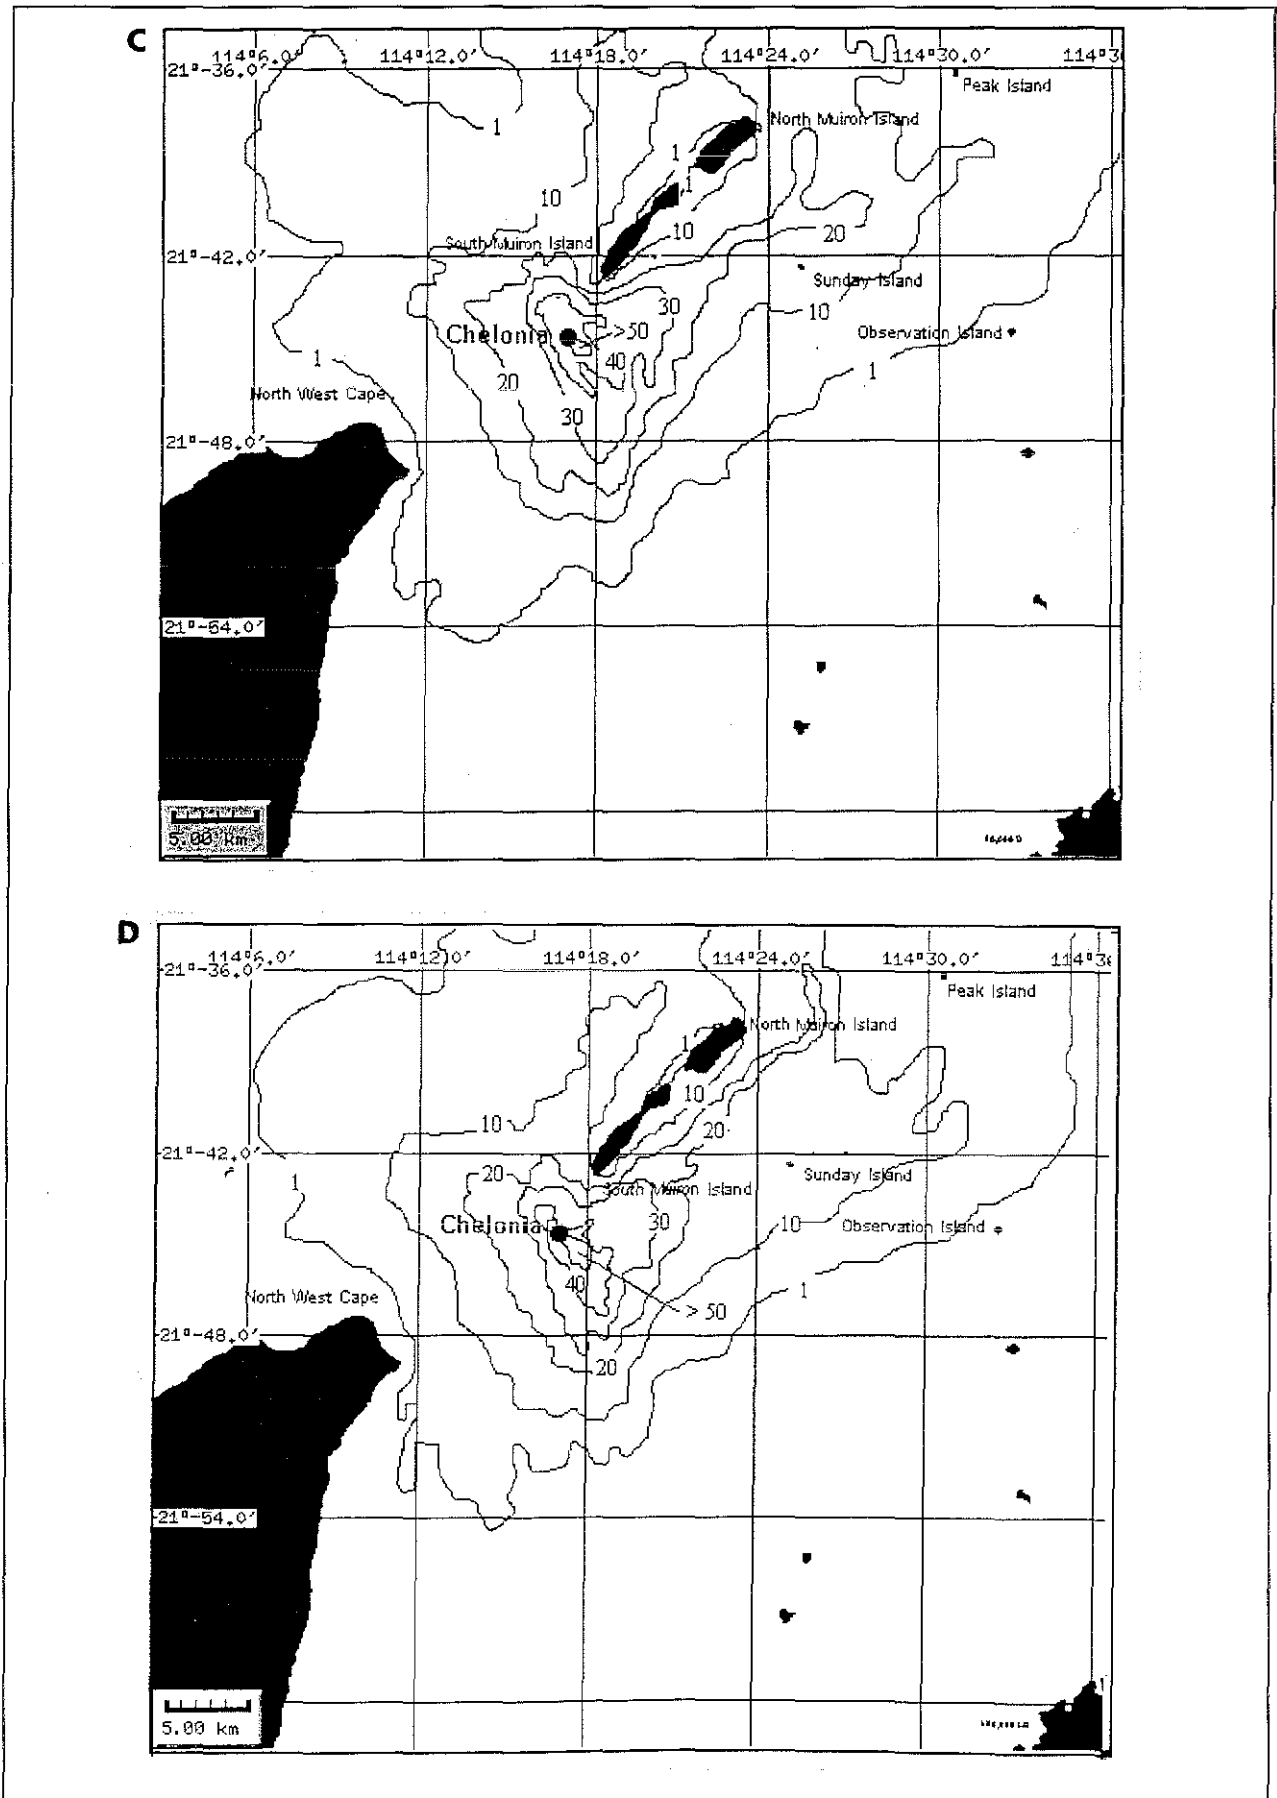 C
114°6.0' 114°12.0' 114°18.0' 114°24.0' 114°30.0' 114°3
21°-36.0'
Peak Island
North Muiron Island
1
1
1
10
10
20
South Muiron Island
21°-42.0'
Sunday Island
30
10
Chelonia
>50
Observation Island
1
40
1
20
North West Cape
30
21°-48.0'
21°-54.0'
5.00 km
D
114°6.0' 114°12.0' 114°18.0' 114°24.0' 114°30.0' 114°36
21°-36.0'
Peak Island
North Muiron Island
1
10
10
20
21°-42.0'
20
Sunday Island
1
South Muiron Island
Chelonia
30
10
Observation Island
40
1
North West Cape
> 50
21°-48.0'
20
21°-54.0'
5.00 km